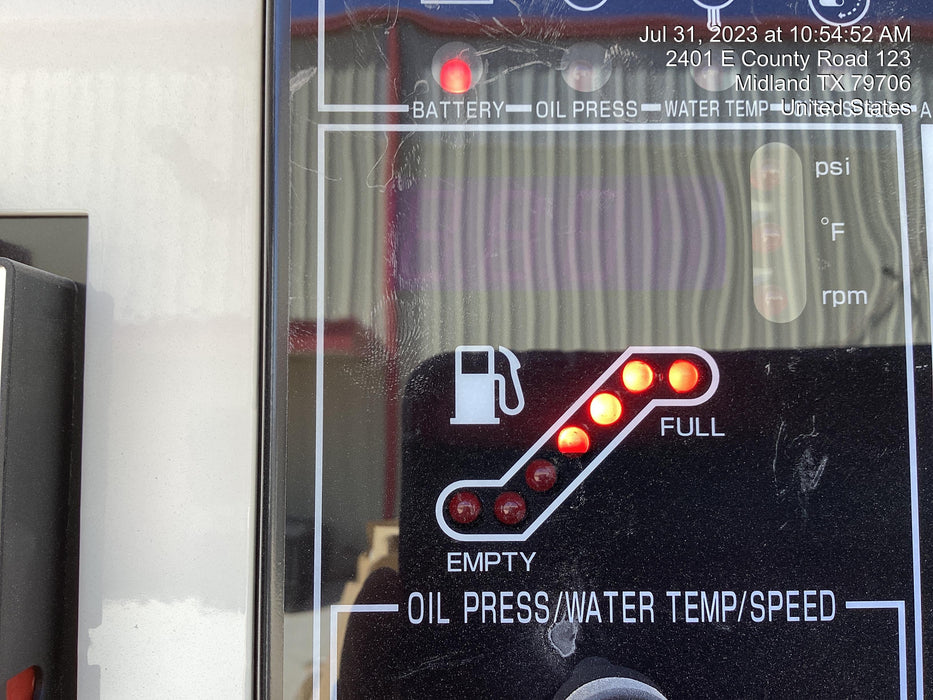 Jul 31, 2023 at 10:54:52 AM
2401 E County Road 123
Midland TX 79706
United States
BATTERY OIL PRESS WATER TEMP
psi
°F
rpm
FULL
EMPTY
OIL PRESS/WATER TEMP/SPEED